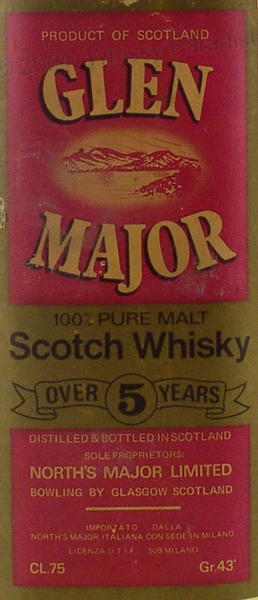 PRODUCT OF SCOTLAND
GLEN
MAJOR
100% PURE MALT
Scotch Whisky
OVER 5 YEARS
DISTILLED & BOTTLED IN SCOTLAND
SOLE PROPRIETORS:
NORTH'S MAJOR LIMITED
BOWLING BY GLASGOW SCOTLAND
IMPORTATO DALLA
NORTH'S MAJOR ITALIANA CON SEDE IN MILANO
LICENZA U T I F. 509 MILANO
CL.75 Gr.43°